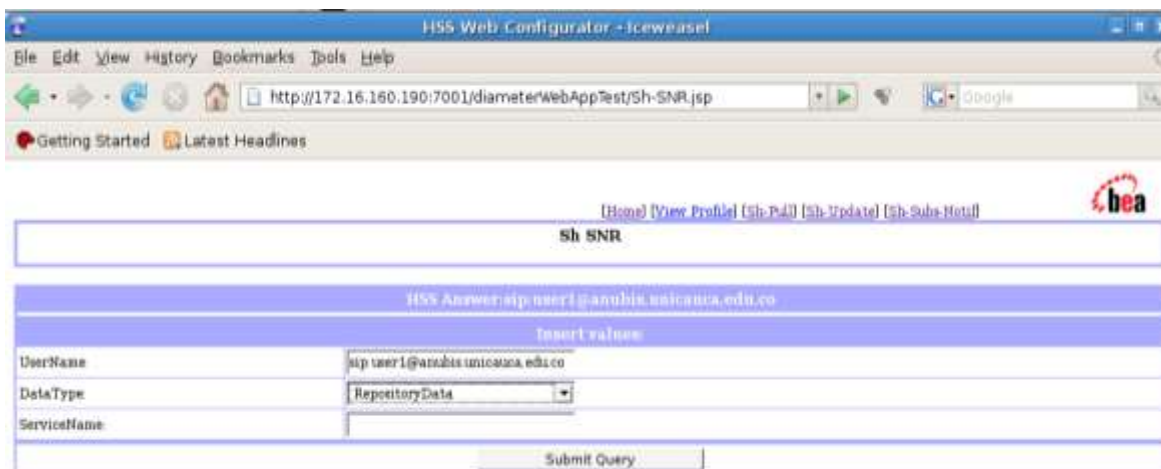 HSS Web Configurator - Iceweasel
File Edit View History Bookmarks Tools Help
http://172.16.160.190:7001/diameterWebAppTest/Sh-SNR.jsp
Google
Getting Started Latest Headlines
bea
[Home] [View Profile] [Sh-Pull] [Sh-Update] [Sh-Subs-Notif]
Sh SNR
HSS Answer:sip:user1@anubis.unicauca.edu.co
Insert values:
UserName sip:user1@anubis.unicauca.edu.co
DataType RepositoryData
ServiceName
Submit Query